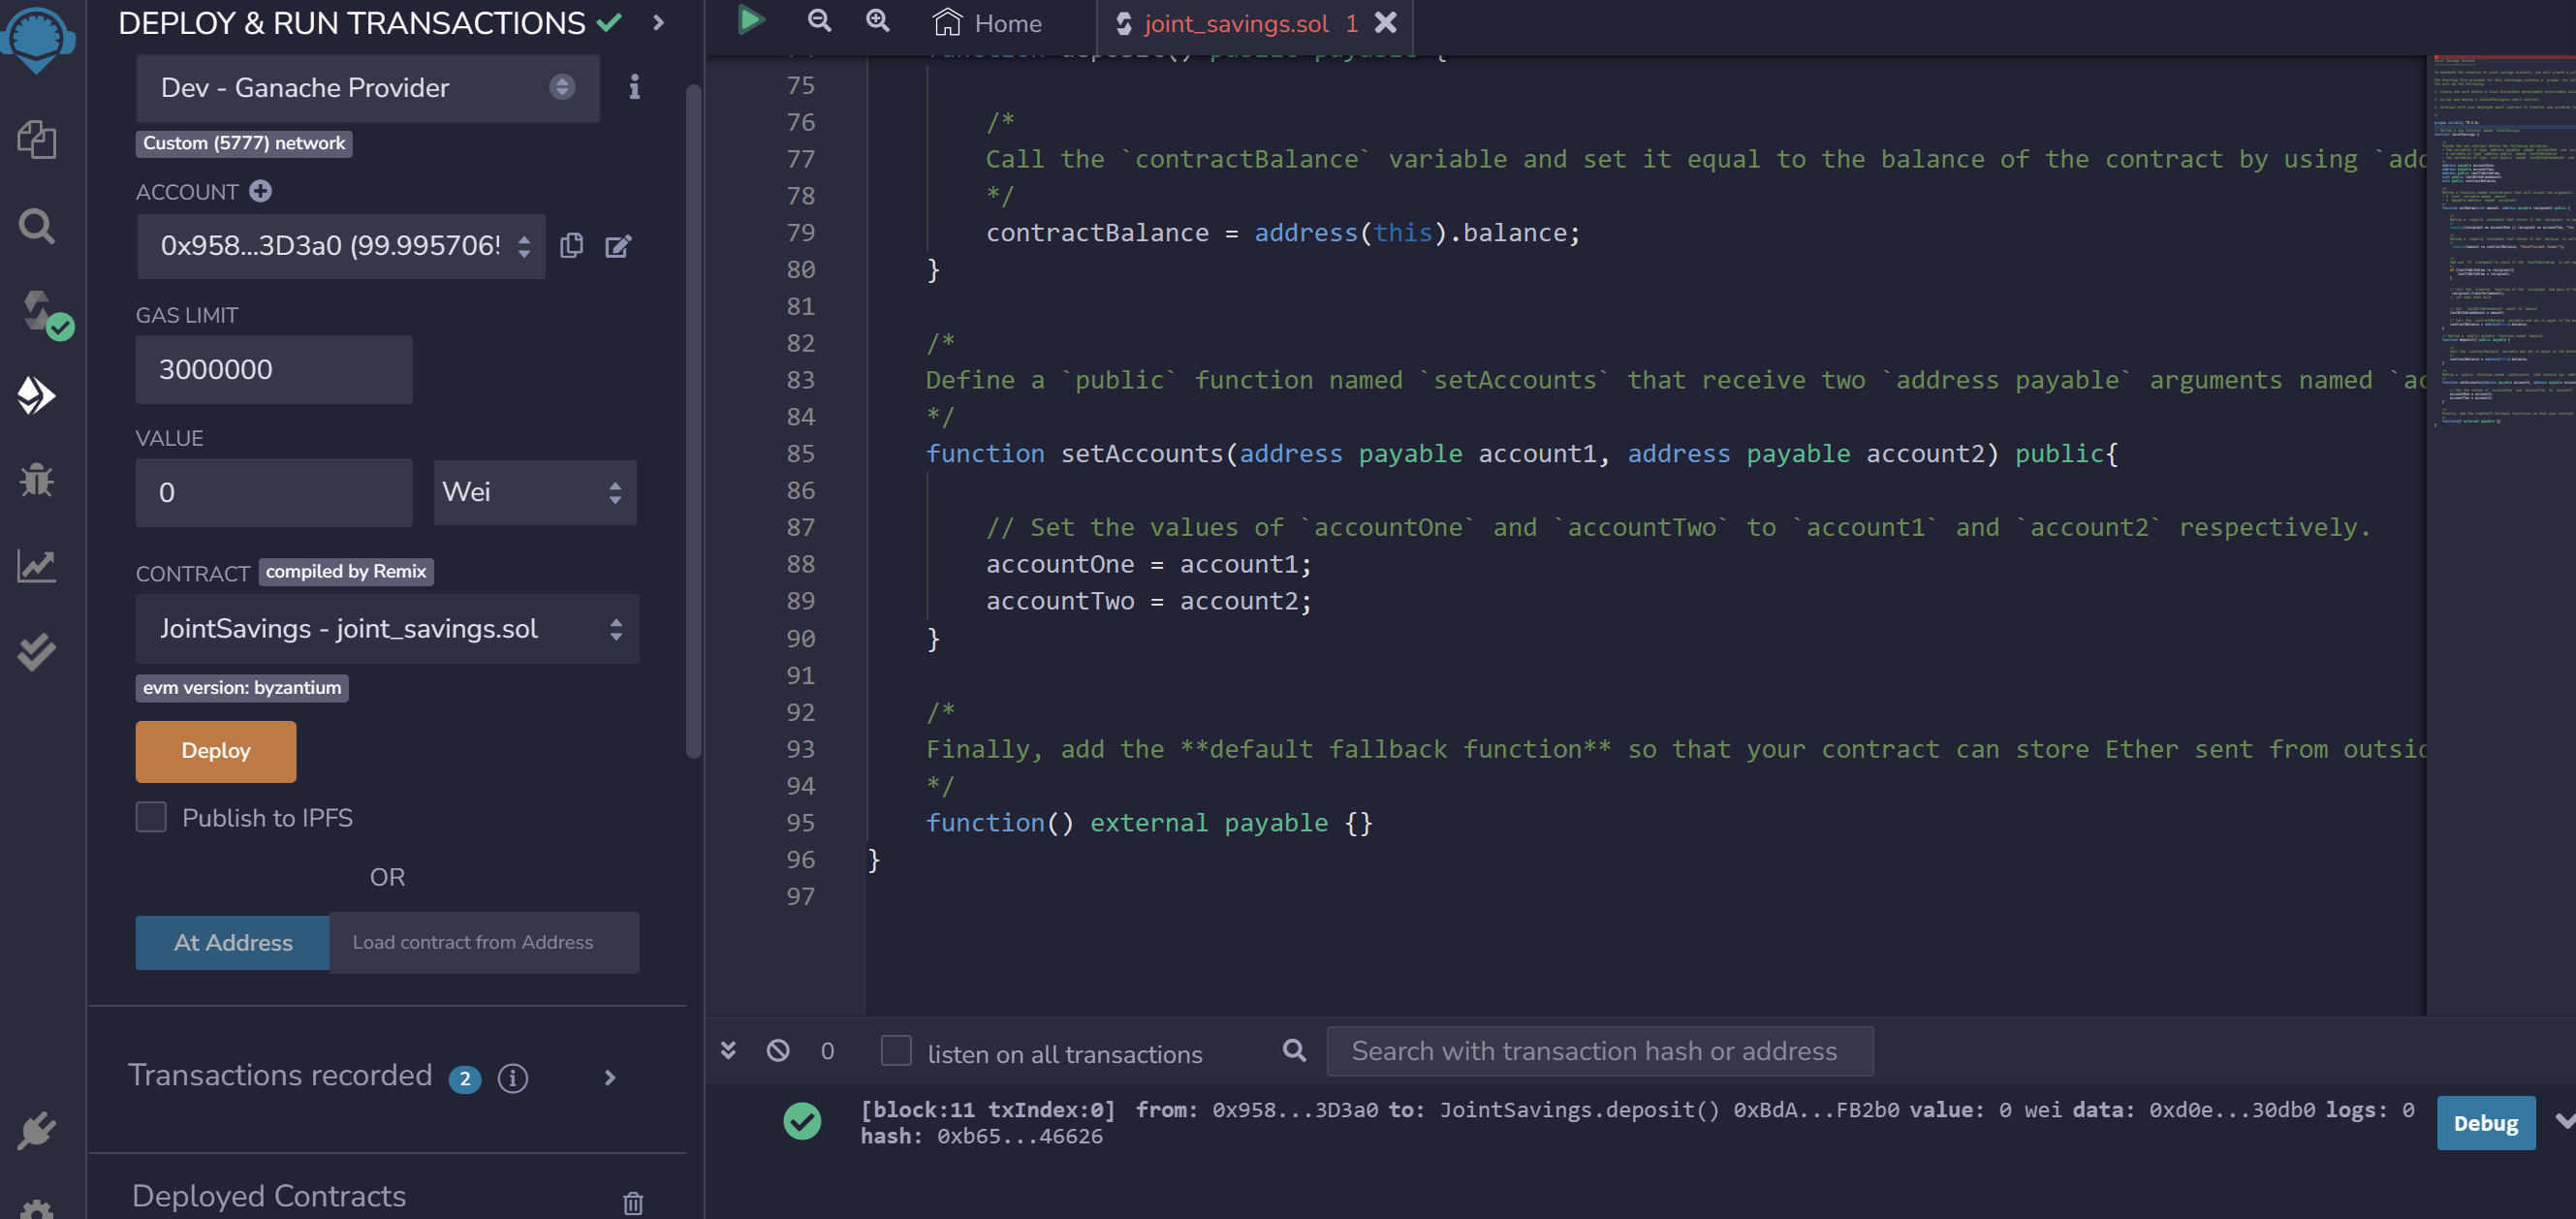 DEPLOY & RUN TRANSACTIONS
Dev - Ganache Provider
Custom (5777) network
ACCOUNT
0x958...3D3a0 (99.995706
GAS LIMIT
3000000
VALUE
0
Wei
CONTRACT compiled by Remix
JointSavings - joint_savings.sol
evm version: byzantium
Deploy
Publish to IPFS
OR
At Address
Load contract from Address
Transactions recorded 2
Deployed Contracts
Home
joint_savings.sol 1
function deposit() public payable {
75
76 /*
77 Call the `contractBalance` variable and set it equal to the balance of the contract by using `add
78 */
79 contractBalance = address(this).balance;
80 }
81
82 /*
83 Define a `public` function named `setAccounts` that receive two `address payable` arguments named `ac
84 */
85 function setAccounts(address payable account1, address payable account2) public{
86
87 // Set the values of `accountOne` and `accountTwo` to `account1` and `account2` respectively.
88 accountOne = account1;
89 accountTwo = account2;
90 }
91
92 /*
93 Finally, add the **default fallback function** so that your contract can store Ether sent from outsid
94 */
95 function() external payable {}
96 }
97
0
listen on all transactions
Search with transaction hash or address
[block:11 txIndex:0] from: 0x958...3D3a0 to: JointSavings.deposit() 0xBdA...FB2b0 value: 0 wei data: 0xd0e...30db0 logs: 0
hash: 0xb65...46626
Debug